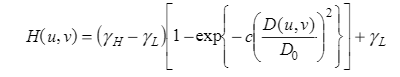 H(u,v) = (γ_H − γ_L)[1 − exp{−c(D(u,v)/D_0)^2}] + γ_L